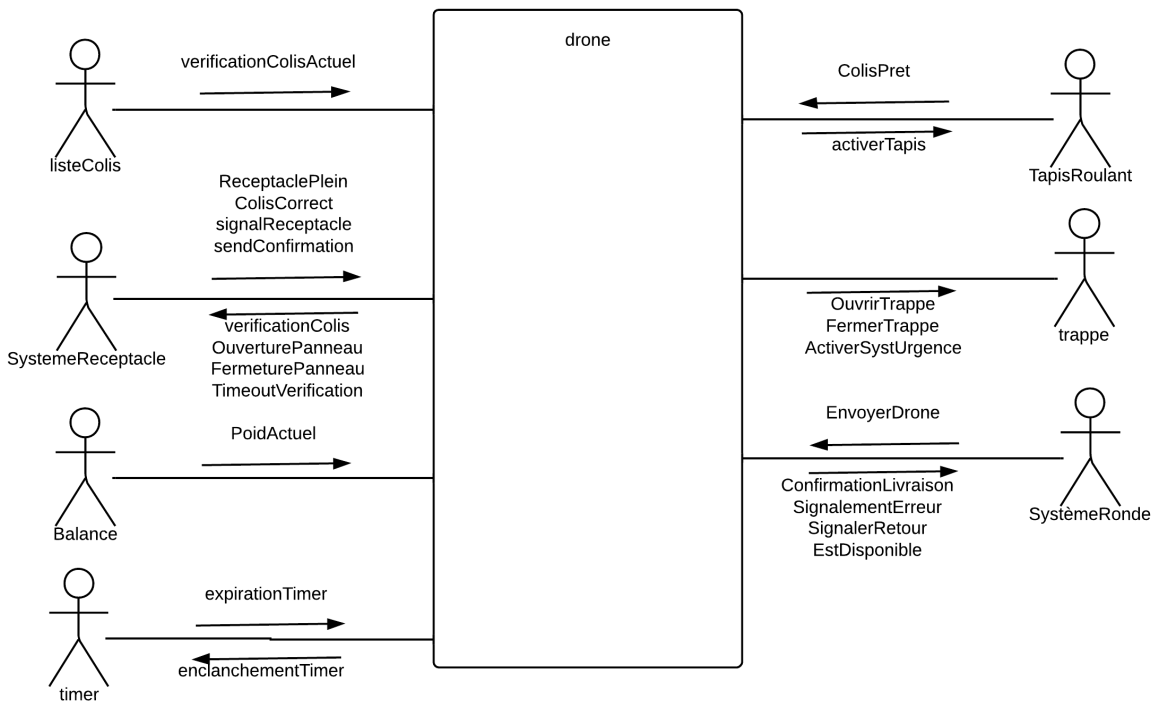 drone
verificationColisActuel
listeColis
ReceptaclePlein
ColisCorrect
signalReceptacle
sendConfirmation
verificationColis
OuverturePanneau
FermeturePanneau
TimeoutVerification
SystemeReceptacle
PoidActuel
Balance
expirationTimer
enclanchementTimer
timer
ColisPret
activerTapis
TapisRoulant
OuvrirTrappe
FermerTrappe
ActiverSystUrgence
trappe
EnvoyerDrone
ConfirmationLivraison
SignalementErreur
SignalerRetour
EstDisponible
SystèmeRonde